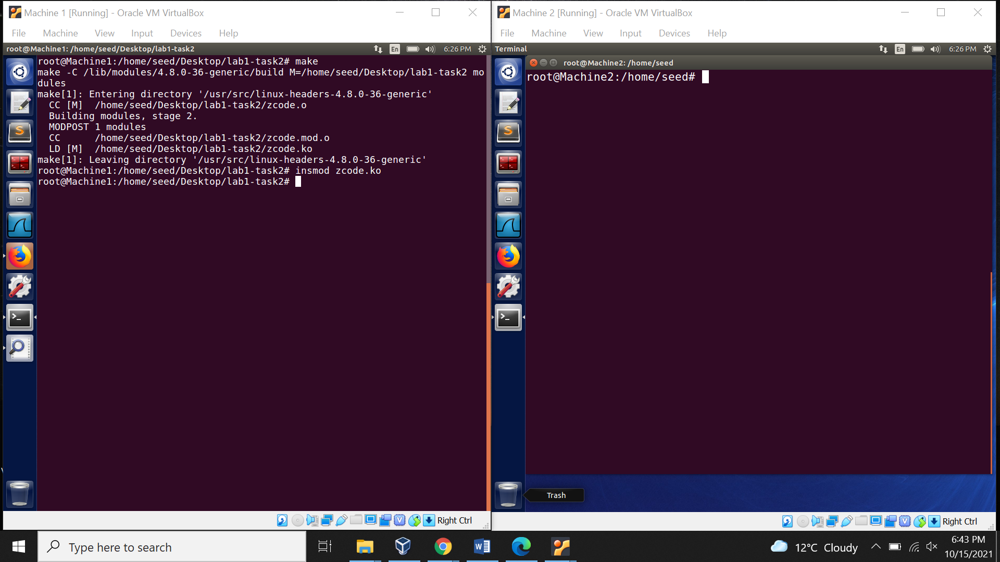 Machine 1 [Running] - Oracle VM VirtualBox
File Machine View Input Devices Help
root@Machine1: /home/seed/Desktop/lab1-task2 En 6:26 PM
root@Machine1:/home/seed/Desktop/lab1-task2# make
make -C /lib/modules/4.8.0-36-generic/build M=/home/seed/Desktop/lab1-task2 mo
dules
make[1]: Entering directory '/usr/src/linux-headers-4.8.0-36-generic'
  CC [M]  /home/seed/Desktop/lab1-task2/zcode.o
  Building modules, stage 2.
  MODPOST 1 modules
  CC      /home/seed/Desktop/lab1-task2/zcode.mod.o
  LD [M]  /home/seed/Desktop/lab1-task2/zcode.ko
make[1]: Leaving directory '/usr/src/linux-headers-4.8.0-36-generic'
root@Machine1:/home/seed/Desktop/lab1-task2# insmod zcode.ko
root@Machine1:/home/seed/Desktop/lab1-task2#
Right Ctrl
Machine 2 [Running] - Oracle VM VirtualBox
File Machine View Input Devices Help
Terminal En 6:26 PM
root@Machine2: /home/seed
root@Machine2:/home/seed#
Trash
Right Ctrl
Type here to search
12°C Cloudy
6:43 PM
10/15/2021